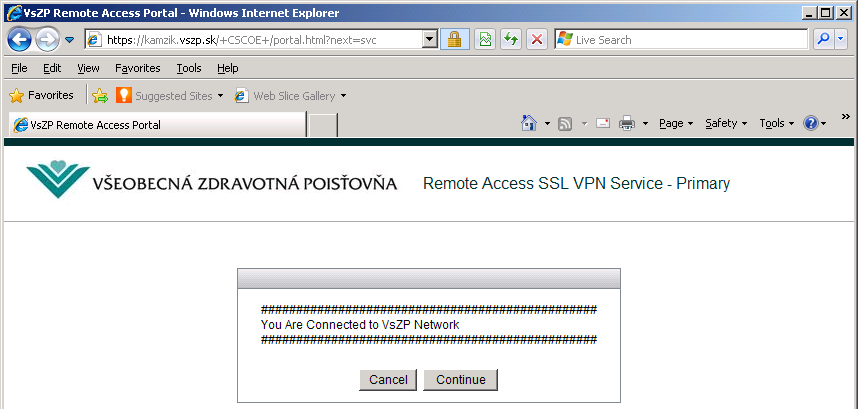 VsZP Remote Access Portal - Windows Internet Explorer
https://kamzik.vszp.sk/+CSCOE+/portal.html?next=svc
Live Search
File Edit View Favorites Tools Help
Favorites Suggested Sites Web Slice Gallery
VsZP Remote Access Portal Page Safety Tools »
VŠEOBECNÁ ZDRAVOTNÁ POISŤOVŇA Remote Access SSL VPN Service - Primary
################################################
You Are Connected to VsZP Network
################################################
Cancel Continue